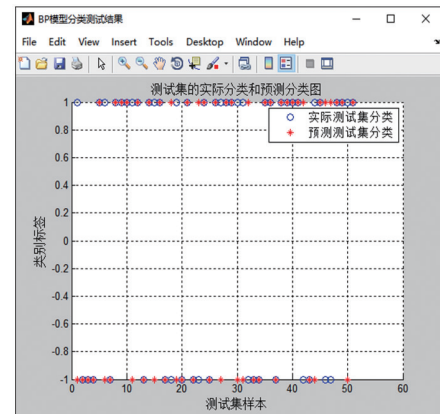 BP模型分类测试结果
File Edit View Insert Tools Desktop Window Help
测试集的实际分类和预测分类图
实际测试集分类
预测测试集分类
1
0.8
0.6
0.4
0.2
0
-0.2
-0.4
-0.6
-0.8
-1
类别标签
0 10 20 30 40 50 60
测试集样本